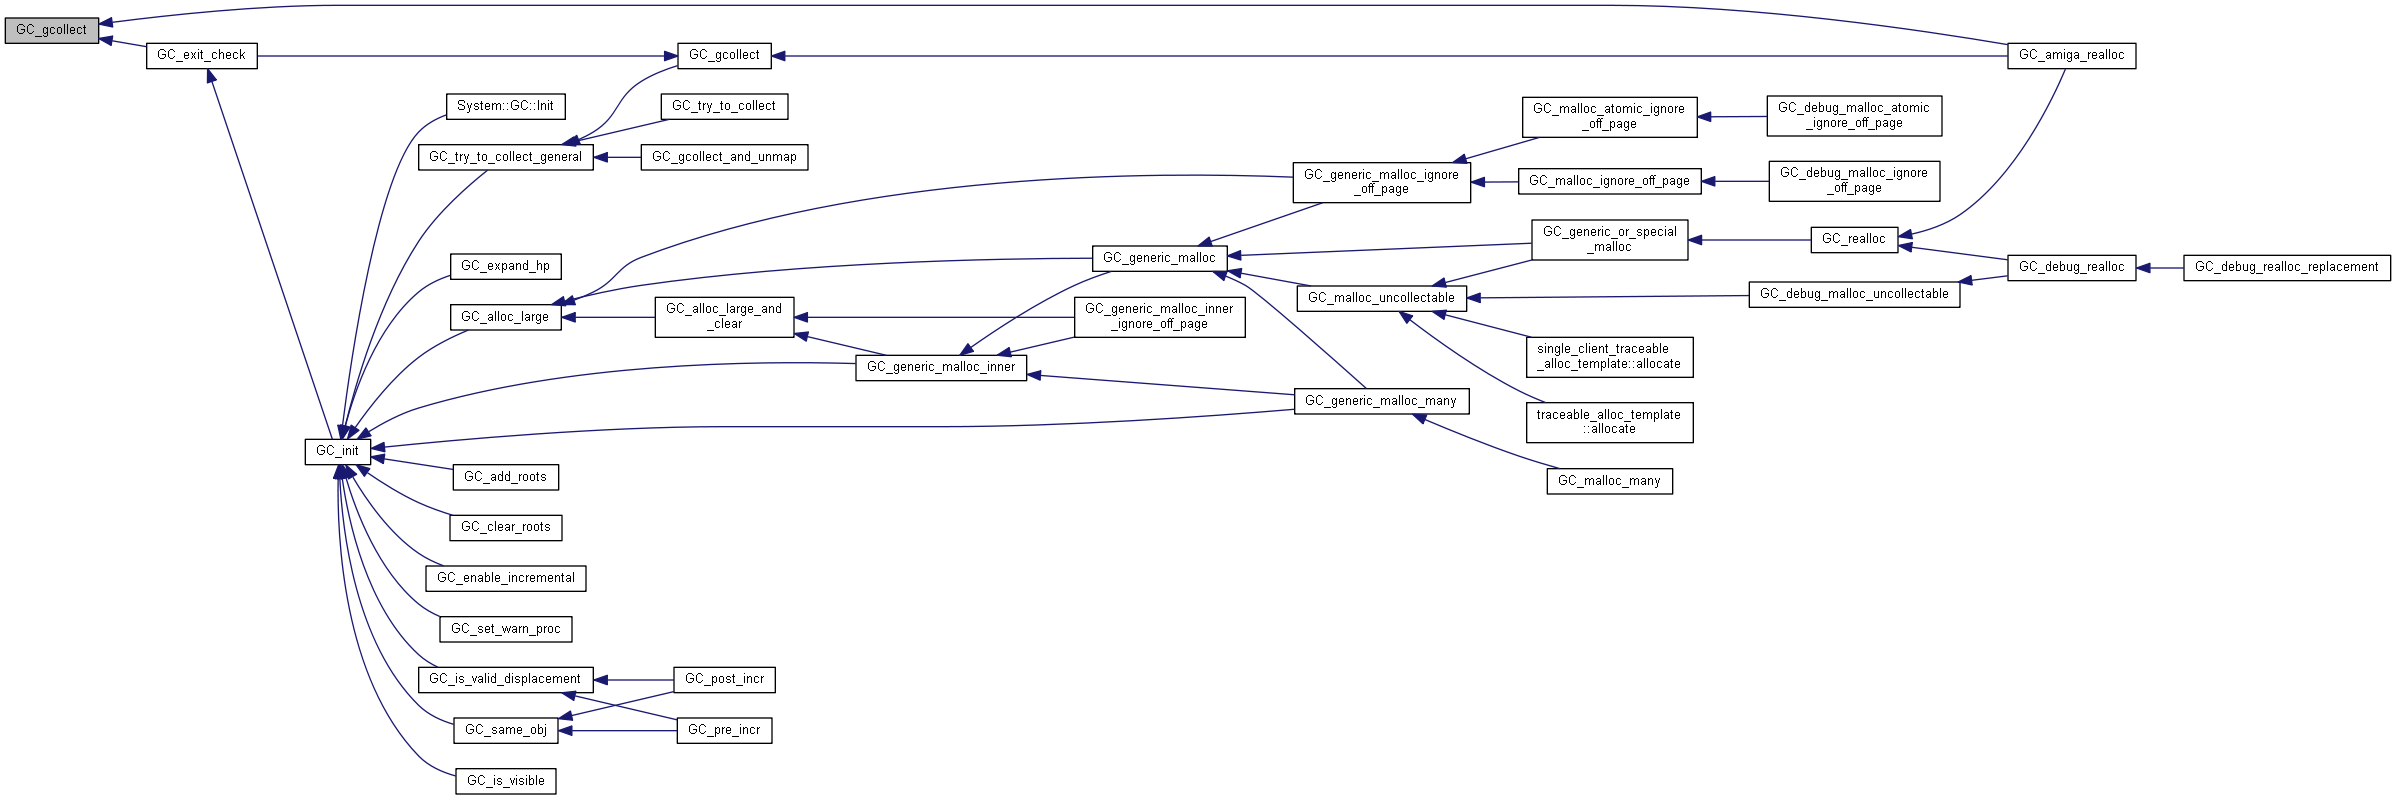 GC_gcollect
GC_exit_check
GC_gcollect
GC_amiga_realloc
System::GC::Init
GC_try_to_collect
GC_malloc_atomic_ignore
_off_page
GC_debug_malloc_atomic
_ignore_off_page
GC_try_to_collect_general
GC_gcollect_and_unmap
GC_generic_malloc_ignore
_off_page
GC_malloc_ignore_off_page
GC_debug_malloc_ignore
_off_page
GC_generic_or_special
_malloc
GC_realloc
GC_expand_hp
GC_generic_malloc
GC_debug_realloc
GC_debug_realloc_replacement
GC_malloc_uncollectable
GC_debug_malloc_uncollectable
GC_alloc_large
GC_alloc_large_and
_clear
GC_generic_malloc_inner
_ignore_off_page
GC_generic_malloc_inner
single_client_traceable
_alloc_template::allocate
GC_generic_malloc_many
traceable_alloc_template
::allocate
GC_init
GC_add_roots
GC_malloc_many
GC_clear_roots
GC_enable_incremental
GC_set_warn_proc
GC_is_valid_displacement
GC_post_incr
GC_same_obj
GC_pre_incr
GC_is_visible